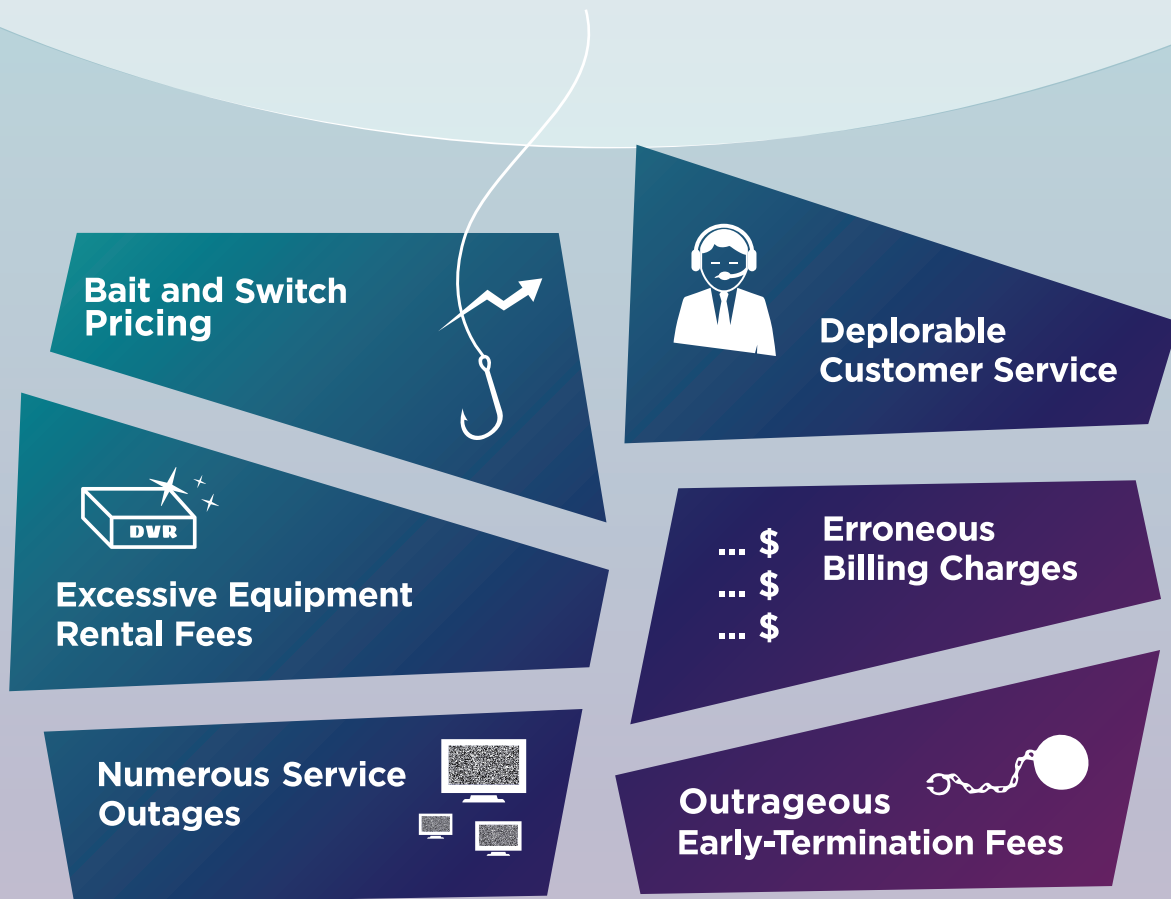 Bait and Switch
Pricing
Deplorable
Customer Service
DVR
Excessive Equipment
Rental Fees
... $
... $
... $
Erroneous
Billing Charges
Numerous Service
Outages
Outrageous
Early-Termination Fees